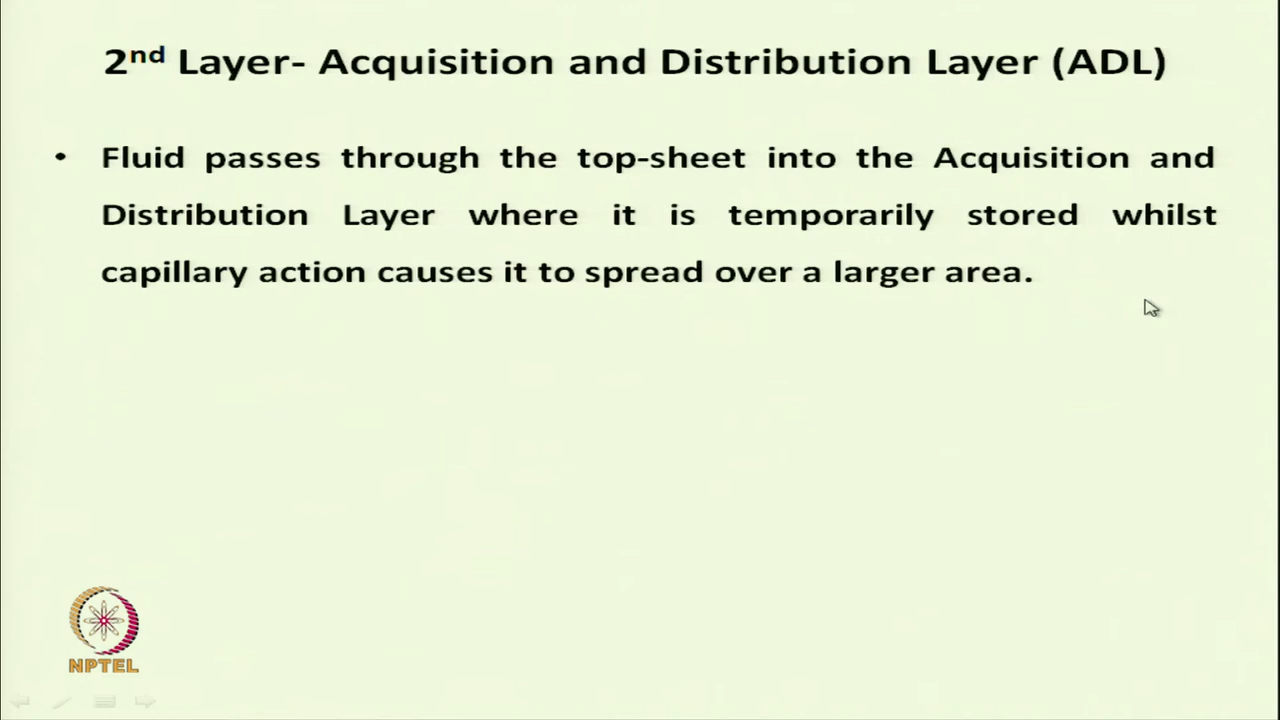 2nd Layer- Acquisition and Distribution Layer (ADL)
• Fluid passes through the top-sheet into the Acquisition and
Distribution Layer where it is temporarily stored whilst
capillary action causes it to spread over a larger area.
NPTEL